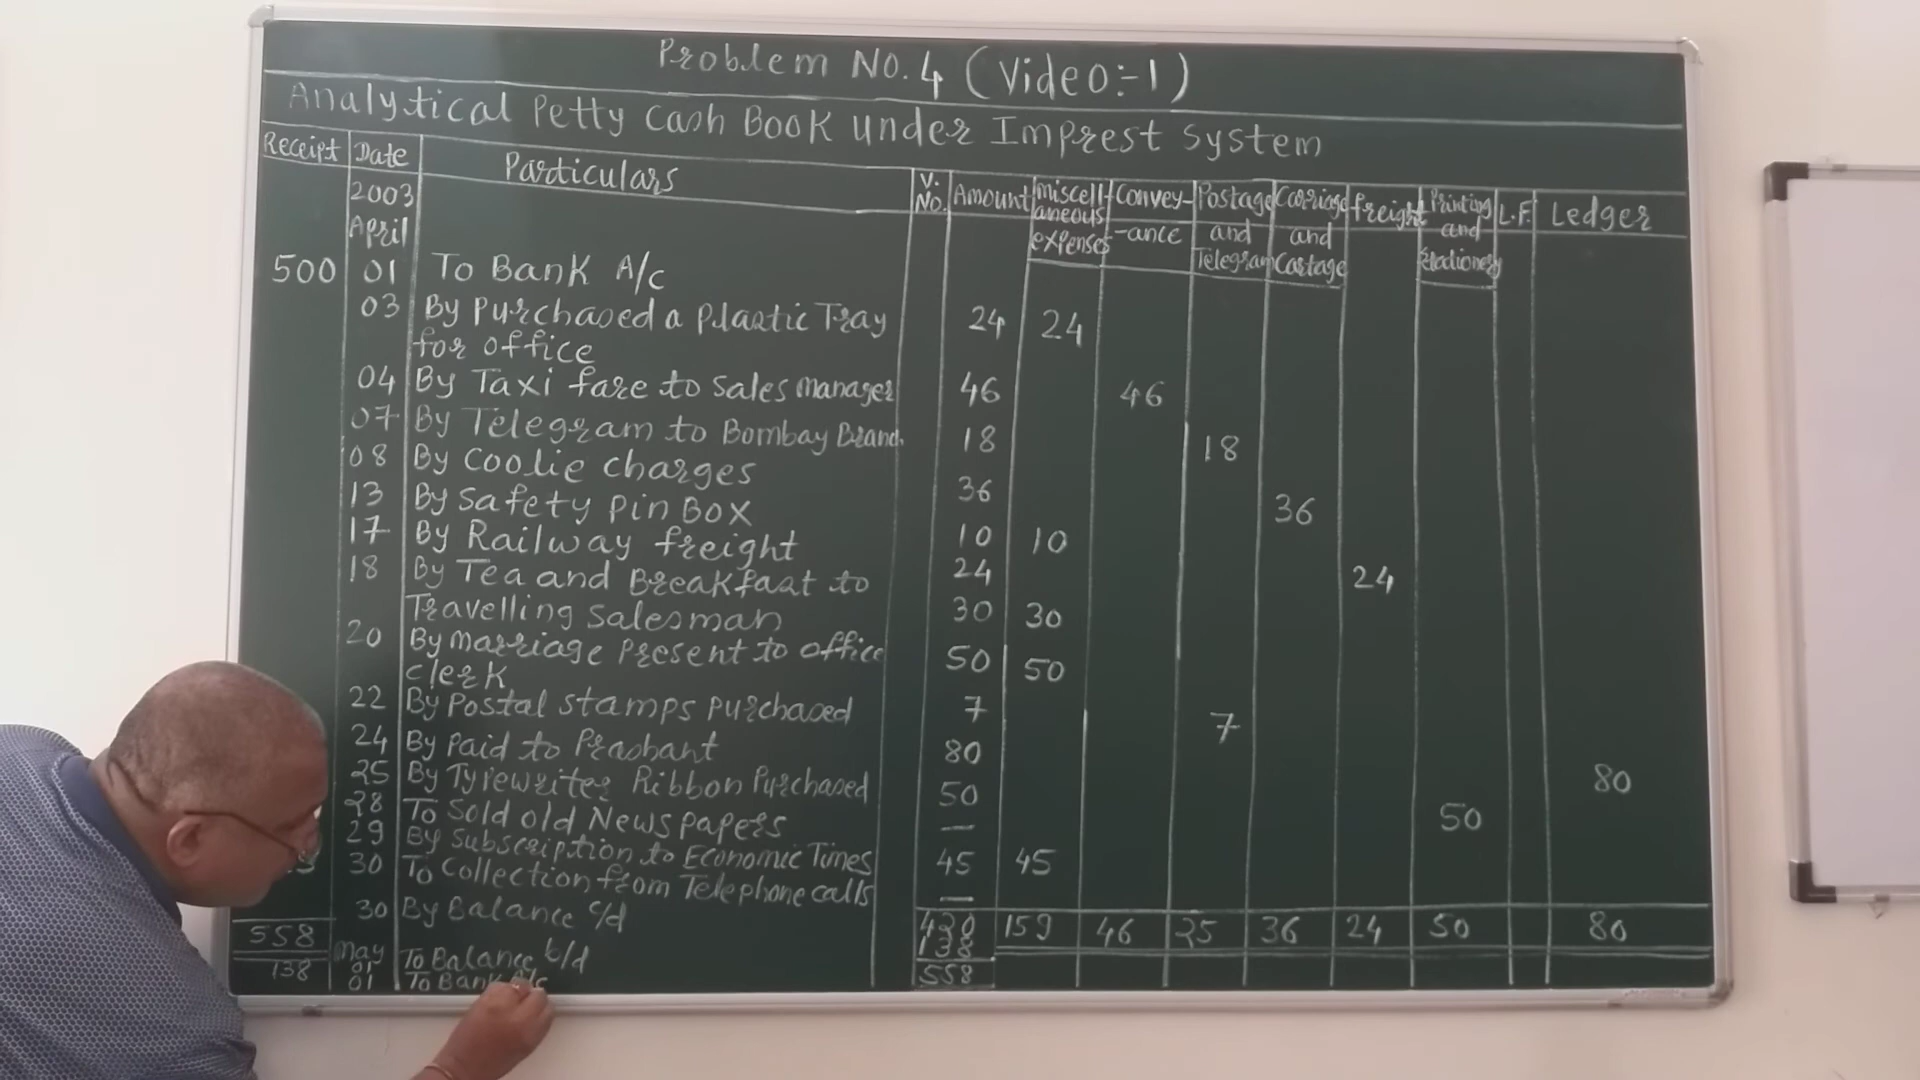 Problem No. 4 (Video:-1)
Analytical Petty Cash Book under Imprest System
Receipt Date Particulars V. No. Amount Miscell-aneous expenses Convey--ance Postage and Telegram Carriage and Cartage freight Printing and Stationery L.F. Ledger
2003
April
500 01 To Bank A/c
03 By Purchased a Plastic Tray 24 24
for office
04 By Taxi fare to Sales manager 46 46
07 By Telegram to Bombay Branch 18 18
08 By Coolie charges 36 36
13 By Safety pin Box 10 10
17 By Railway freight 24 24
18 By Tea and Breakfast to
Travelling Salesman 30 30
20 By Marriage Present to office 50 50
clerk
22 By Postal Stamps purchased 7 7
24 By Paid to Prashant 80 80
25 By Tyrewriter Ribbon Purchased 50 50
28 To Sold old News papers —
29 By Subscription to Economic Times 45 45
30 To Collection from Telephone calls —
30 By Balance c/d 420 159 46 25 36 24 50 80
558 138
May 558
138 01 To Balance b/d
01 To Bank